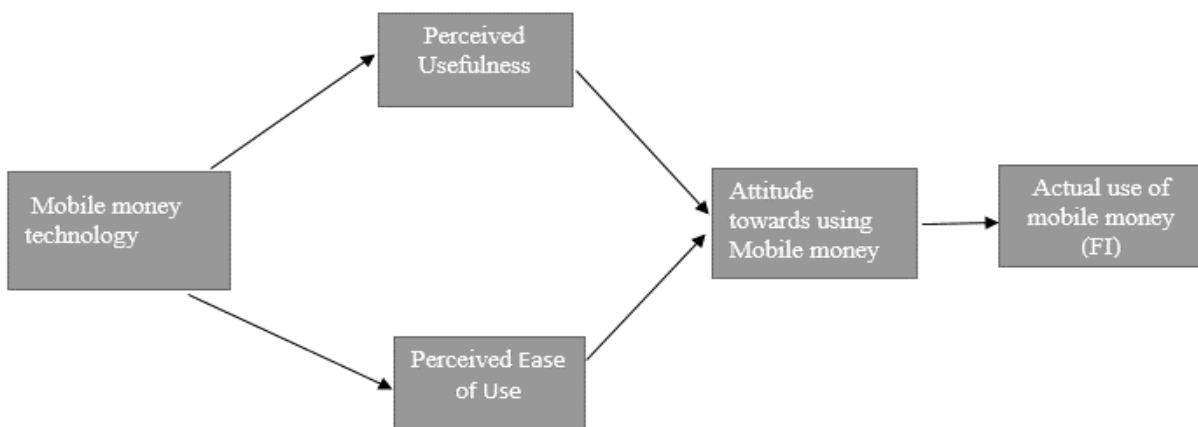 Perceived
Usefulness
Mobile money
technology
Attitude
towards using
Mobile money
Actual use of
mobile money
(FI)
Perceived Ease
of Use